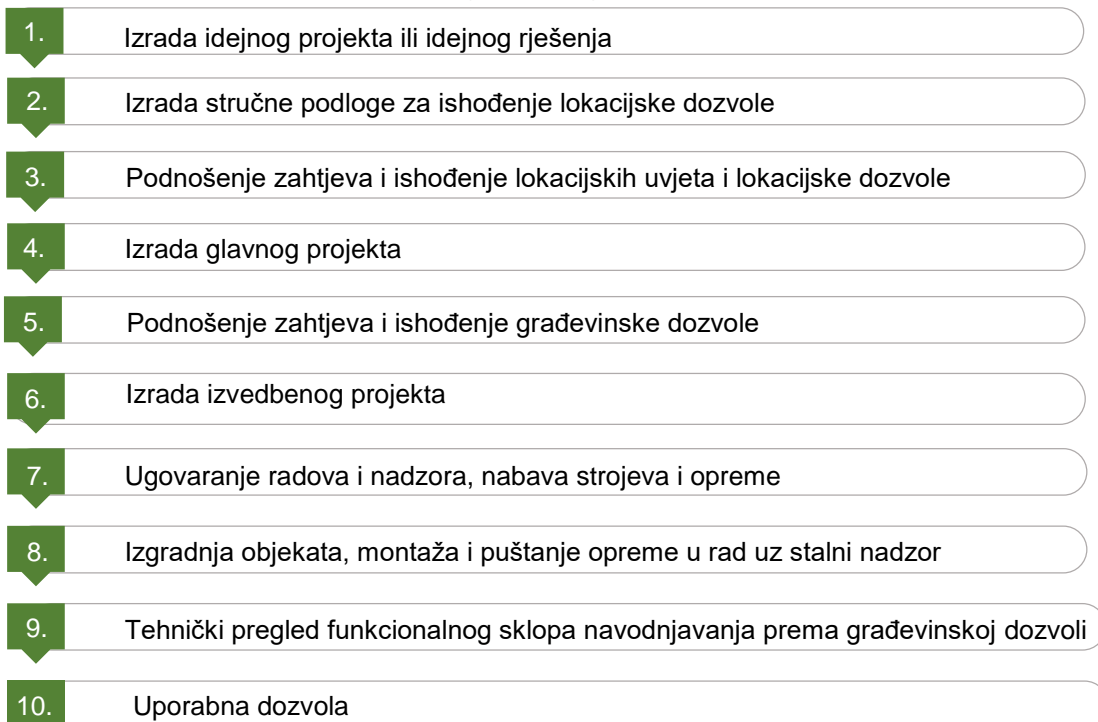 1. Izrada idejnog projekta ili idejnog rješenja
2. Izrada stručne podloge za ishođenje lokacijske dozvole
3. Podnošenje zahtjeva i ishođenje lokacijskih uvjeta i lokacijske dozvole
4. Izrada glavnog projekta
5. Podnošenje zahtjeva i ishođenje građevinske dozvole
6. Izrada izvedbenog projekta
7. Ugovaranje radova i nadzora, nabava strojeva i opreme
8. Izgradnja objekata, montaža i puštanje opreme u rad uz stalni nadzor
9. Tehnički pregled funkcionalnog sklopa navodnjavanja prema građevinskoj dozvoli
10. Uporabna dozvola